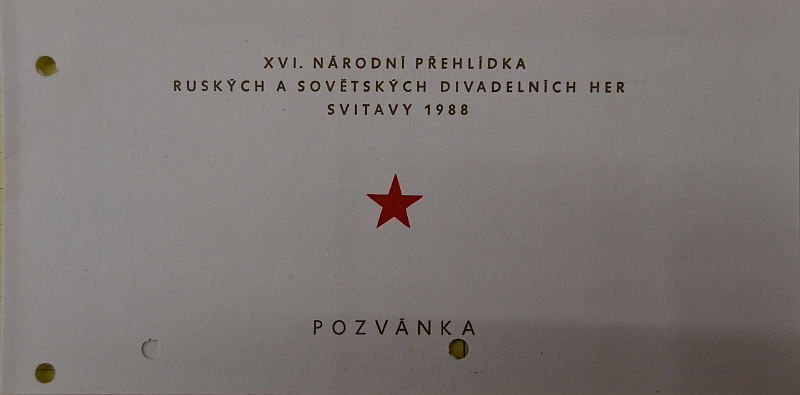 XVI. NÁRODNÍ PŘEHLÍDKA
RUSKÝCH A SOVĚTSKÝCH DIVADELNÍCH HER
SVITAVY 1988
POZVÁNKA